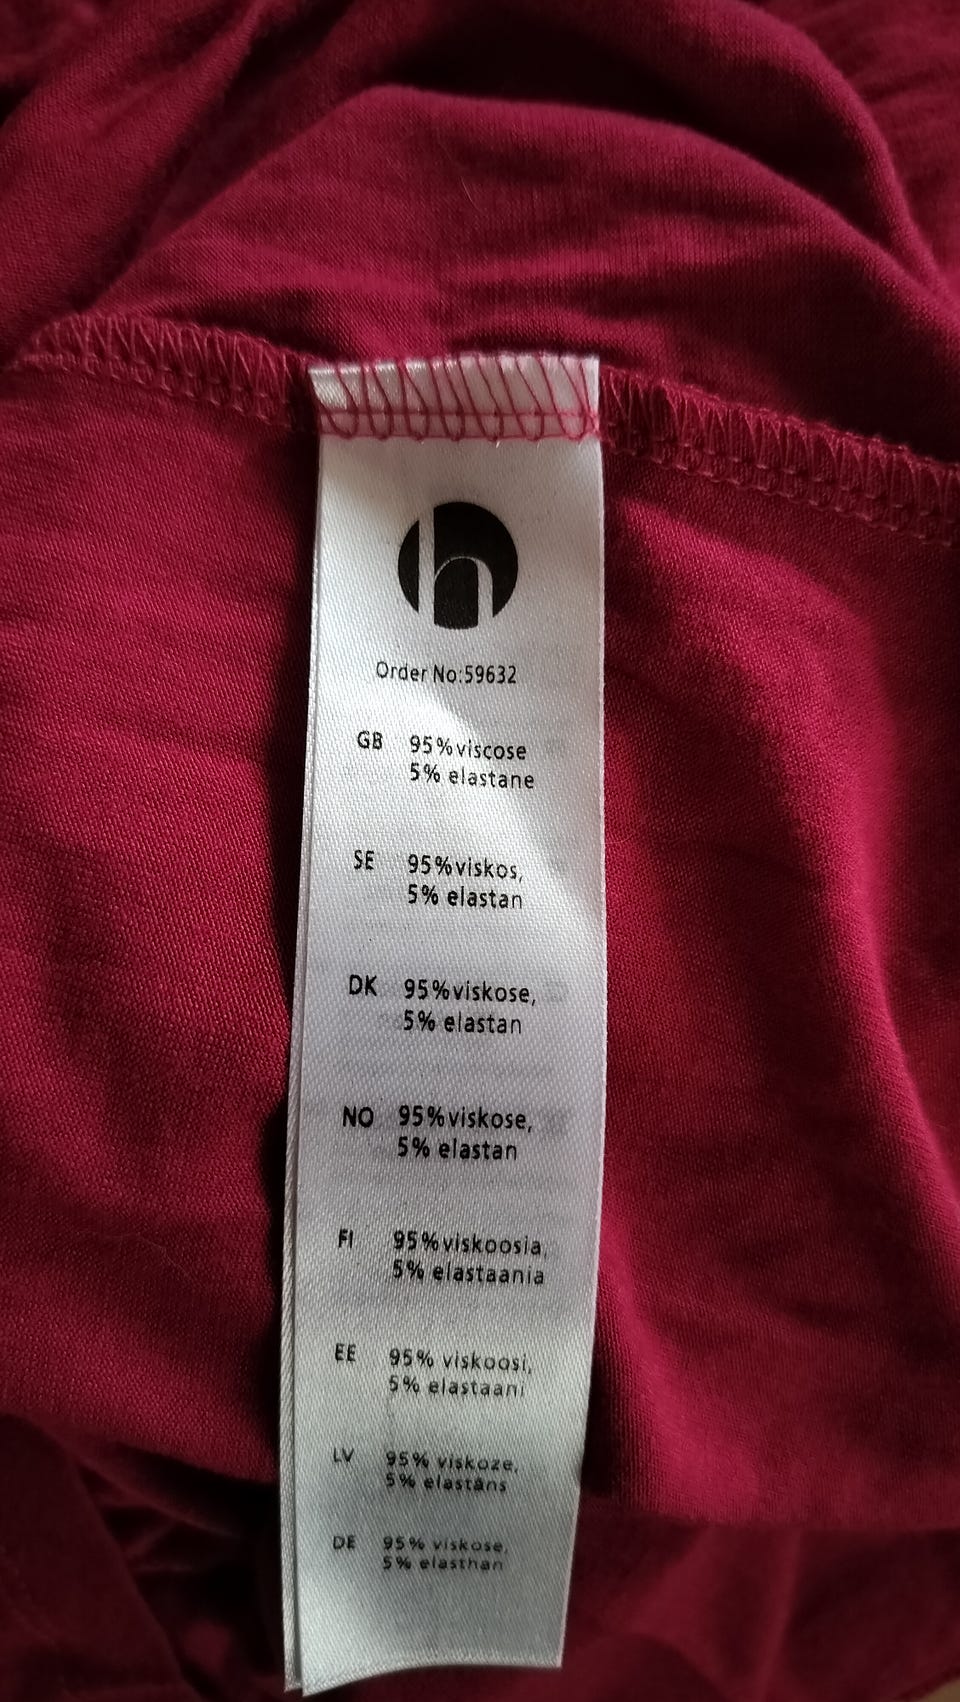 h
Order No:59632
GB 95%viscose
5% elastane
SE 95%viskos,
5% elastan
DK 95%viskose,
5% elastan
NO 95%viskose,
5% elastan
FI 95%viskoosia,
5% elastaania
EE 95% viskoosi,
5% elastaani
LV 95% viskoze,
5% elastāns
DE 95% viskose,
5% elasthan